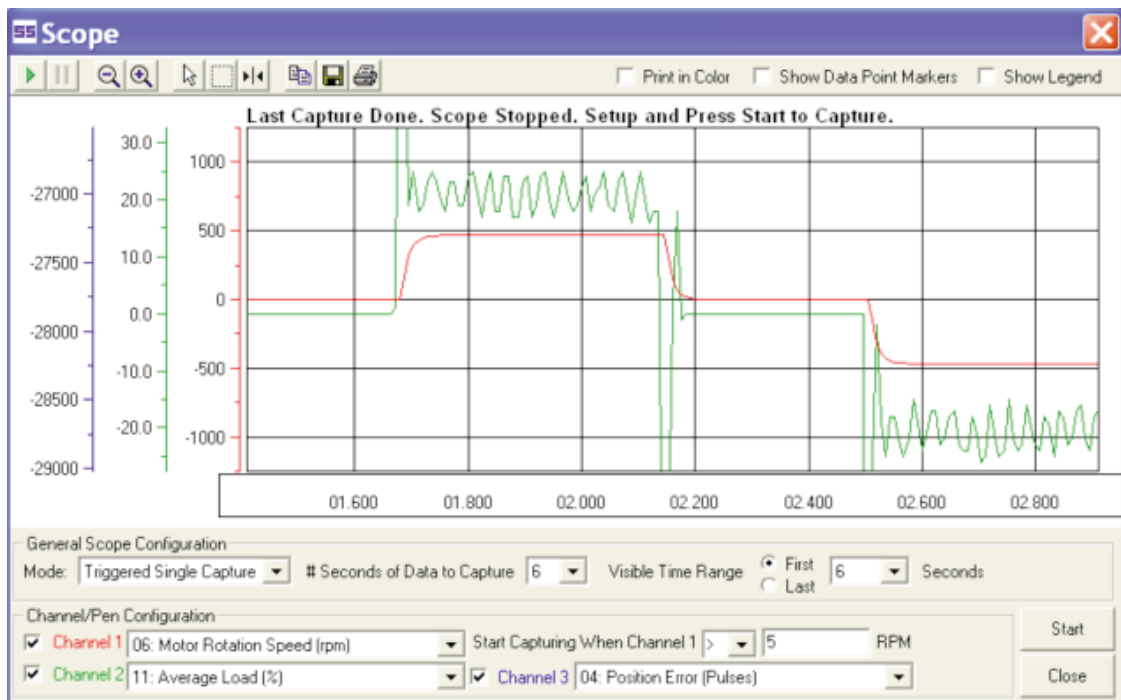 SS Scope
Print in Color Show Data Point Markers Show Legend
Last Capture Done. Scope Stopped. Setup and Press Start to Capture.
30.0
1000
-27000
20.0
500
-27500
10.0
0
0.0
-28000
-500
-10.0
-28500
-20.0
-1000
-29000
01.600 01.800 02.000 02.200 02.400 02.600 02.800
General Scope Configuration
Mode: Triggered Single Capture # Seconds of Data to Capture 6 Visible Time Range First Last 6 Seconds
Channel/Pen Configuration
Channel 1 06: Motor Rotation Speed (rpm) Start Capturing When Channel 1 > 5 RPM
Start
Channel 2 11: Average Load (%) Channel 3 04: Position Error (Pulses)
Close